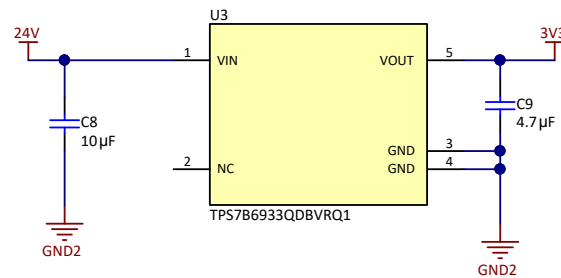 U3
24V
3V3
1
VIN
VOUT
5
C8
10µF
C9
4.7µF
GND
3
2
NC
GND
4
TPS7B6933QDBVRQ1
GND2
GND2